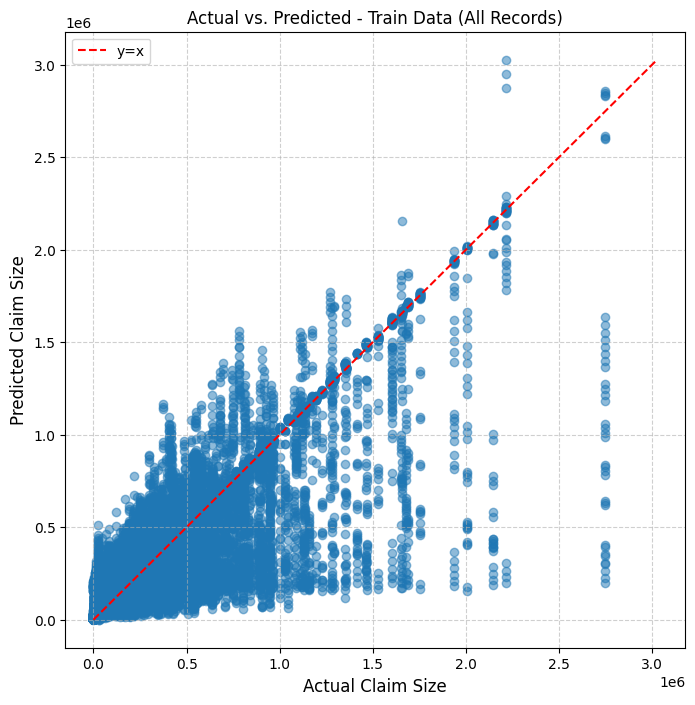 Actual vs. Predicted - Train Data (All Records)
1e6
y=x
3.0
2.5
2.0
1.5
1.0
0.5
0.0
Predicted Claim Size
0.0 0.5 1.0 1.5 2.0 2.5 3.0
1e6
Actual Claim Size